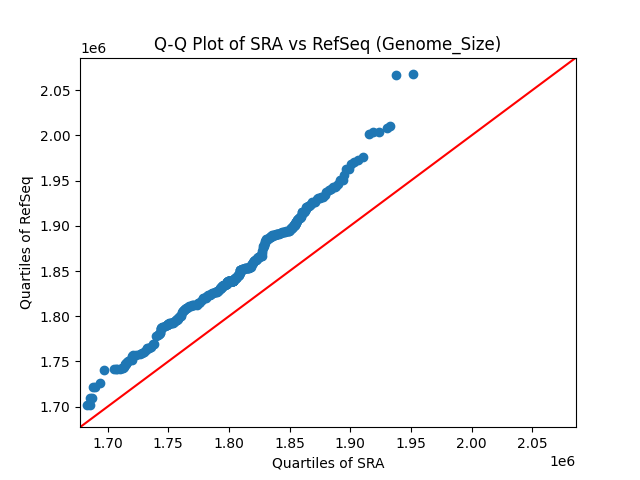 Q-Q Plot of SRA vs RefSeq (Genome_Size)
1e6
2.05
2.00
1.95
1.90
1.85
1.80
1.75
1.70
Quartiles of RefSeq
1.70 1.75 1.80 1.85 1.90 1.95 2.00 2.05
1e6
Quartiles of SRA